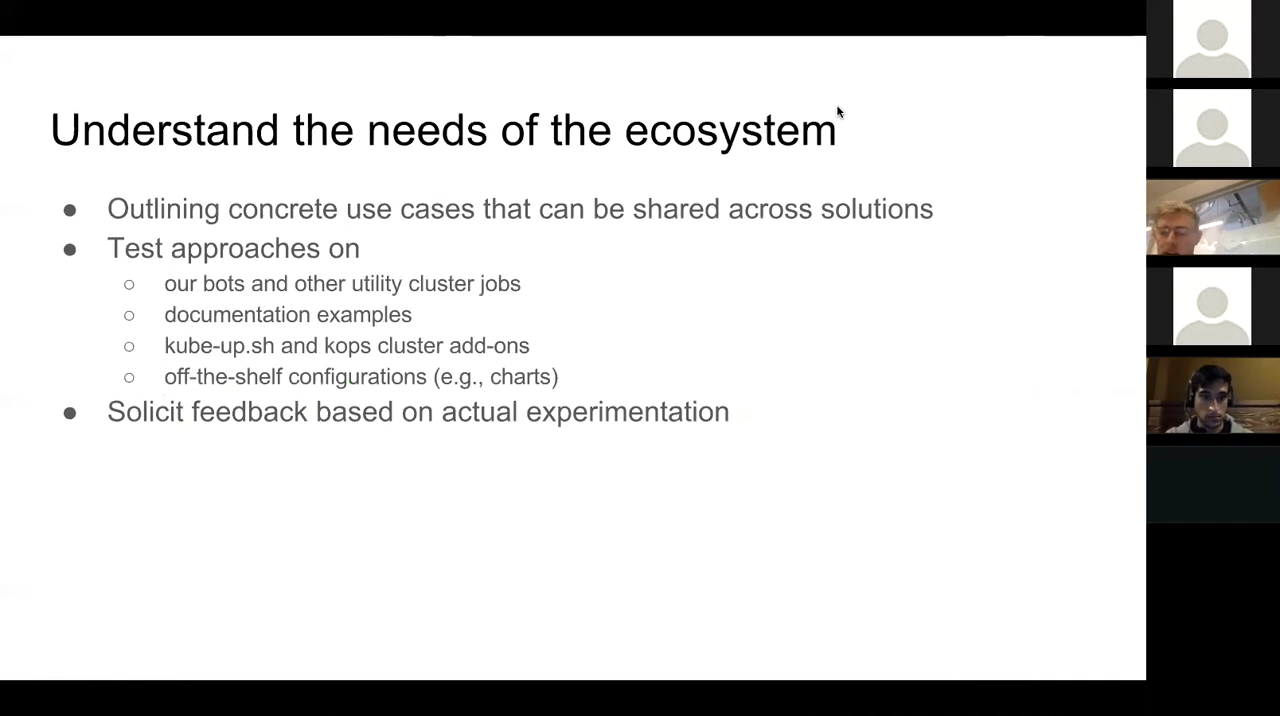 Understand the needs of the ecosystem
● Outlining concrete use cases that can be shared across solutions
● Test approaches on
○ our bots and other utility cluster jobs
○ documentation examples
○ kube-up.sh and kops cluster add-ons
○ off-the-shelf configurations (e.g., charts)
● Solicit feedback based on actual experimentation